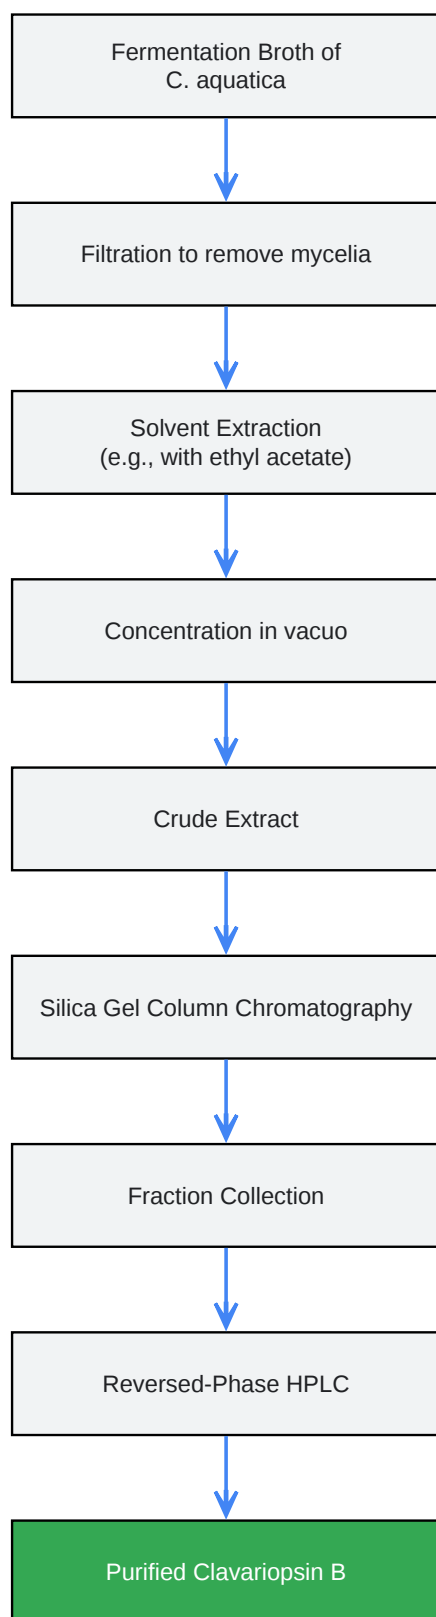 Fermentation Broth of
C. aquatica
Filtration to remove mycelia
Solvent Extraction
(e.g., with ethyl acetate)
Concentration in vacuo
Crude Extract
Silica Gel Column Chromatography
Fraction Collection
Reversed-Phase HPLC
Purified Clavariopsin B